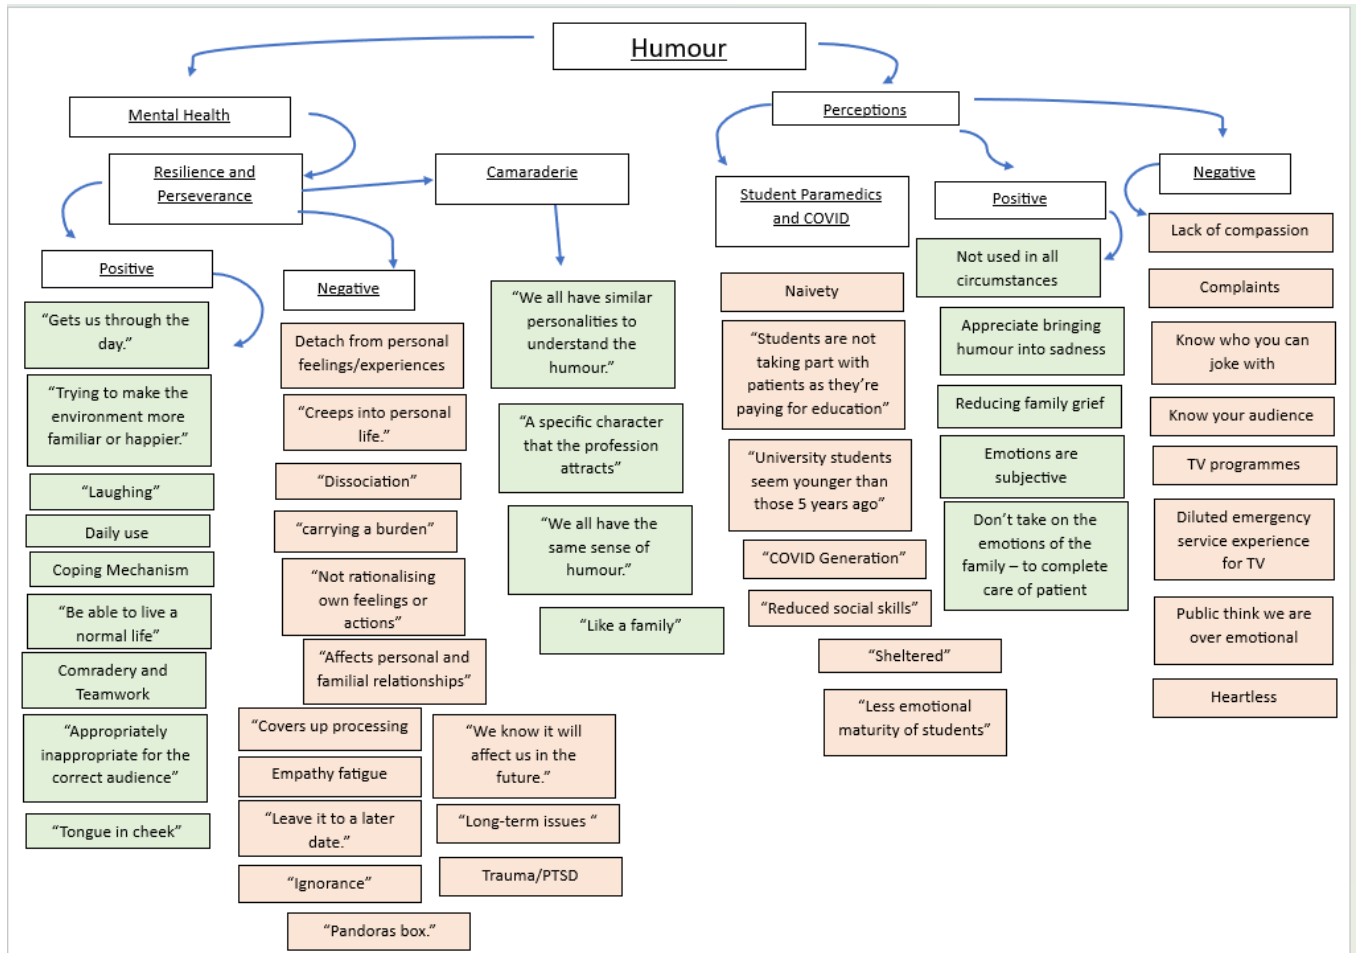 Humour
Mental Health
Resilience and
Perseverance
Camaraderie
Positive
“Gets us through the
day.”
“Trying to make the
environment more
familiar or happier.”
“Laughing”
Daily use
Coping Mechanism
“Be able to live a
normal life”
Comradery and
Teamwork
“Appropriately
inappropriate for the
correct audience”
“Tongue in cheek”
Negative
Detach from personal
feelings/experiences
“Creeps into personal
life.”
“Dissociation”
“carrying a burden”
“Not rationalising
own feelings or
actions”
“Affects personal and
familial relationships”
“Covers up processing
Empathy fatigue
“Leave it to a later
date.”
“Ignorance”
“Pandoras box.”
“We know it will
affect us in the
future.”
“Long-term issues “
Trauma/PTSD
“We all have similar
personalities to
understand the
humour.”
“A specific character
that the profession
attracts”
“We all have the
same sense of
humour.”
“Like a family”
Perceptions
Student Paramedics
and COVID
Naivety
“Students are not
taking part with
patients as they’re
paying for education”
“University students
seem younger than
those 5 years ago”
“COVID Generation”
“Reduced social skills”
“Sheltered”
“Less emotional
maturity of students”
Positive
Not used in all
circumstances
Appreciate bringing
humour into sadness
Reducing family grief
Emotions are
subjective
Don’t take on the
emotions of the
family – to complete
care of patient
Negative
Lack of compassion
Complaints
Know who you can
joke with
Know your audience
TV programmes
Diluted emergency
service experience
for TV
Public think we are
over emotional
Heartless